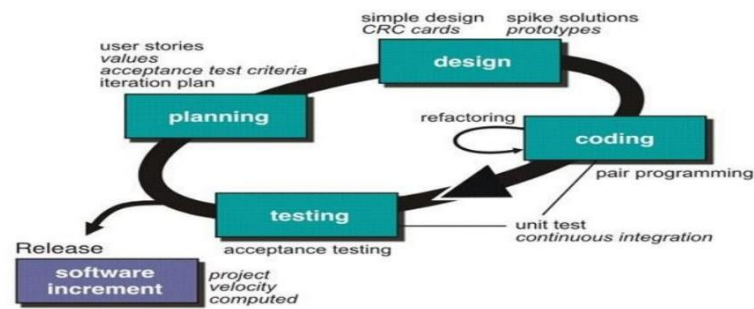 simple design
CRC cards
spike solutions
prototypes
user stories
values
acceptance test criteria
iteration plan
design
planning
refactoring
coding
pair programming
testing
acceptance testing
unit test
continuous integration
Release
software
increment
project
velocity
computed